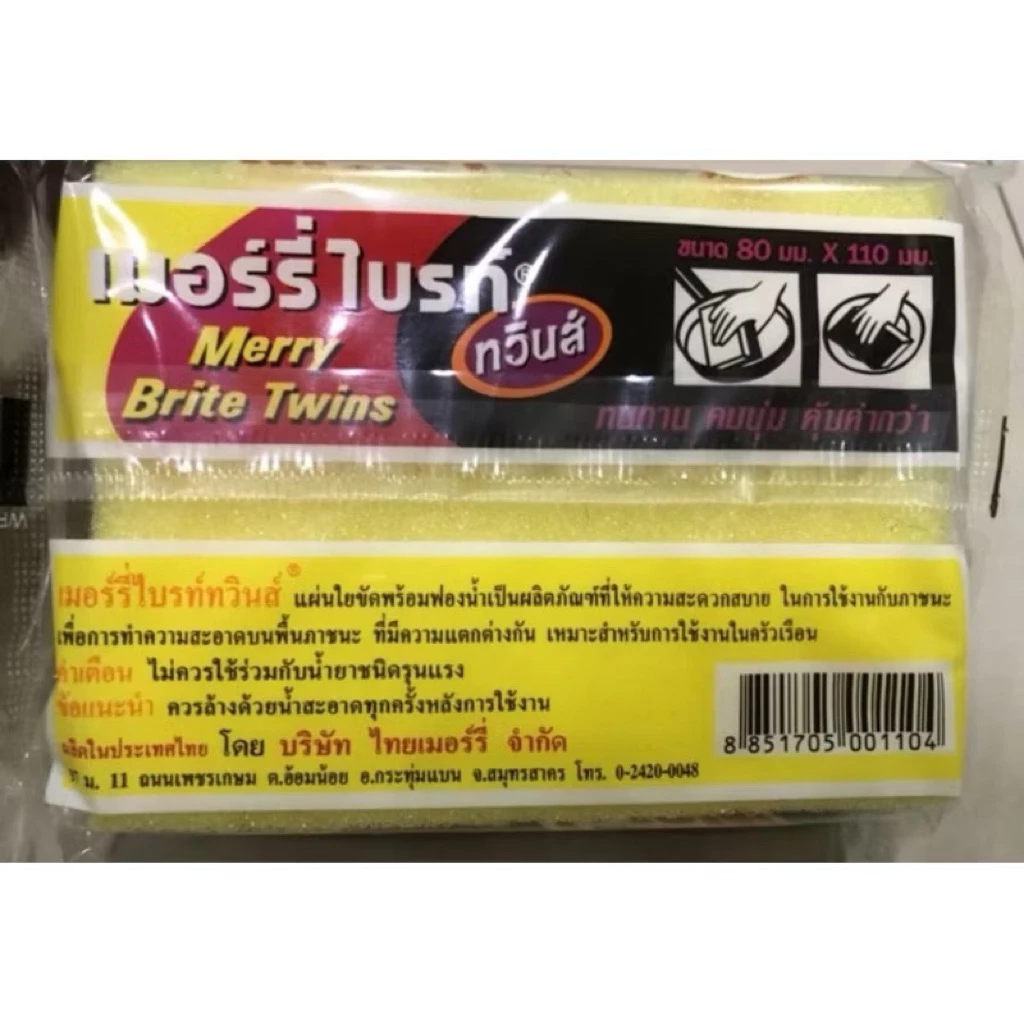 เมอร์รี่ ไบรท์®
Merry
Brite Twins
ทวินส์
ขนาด 80 มม. X 110 มม.
ทนทาน คมนุ่ม คุ้มค่ากว่า
เมอร์รี่ไบรท์ทวินส์® แผ่นใยขัดพร้อมฟองน้ำเป็นผลิตภัณฑ์ที่ให้ความสะดวกสบาย ในการใช้งานกับภาชนะ
เพื่อการทำความสะอาดบนพื้นภาชนะ ที่มีความแตกต่างกัน เหมาะสำหรับการใช้งานในครัวเรือน
คำเตือน ไม่ควรใช้ร่วมกับน้ำยาชนิดรุนแรง
ข้อแนะนำ ควรล้างด้วยน้ำสะอาดทุกครั้งหลังการใช้งาน
ผลิตในประเทศไทย โดย บริษัท ไทยเมอร์รี่ จำกัด
ม. 11 ถนนเพชรเกษม ต.อ้อมน้อย อ.กระทุ่มแบน จ.สมุทรสาคร โทร. 0-2420-0048
8 851705 001104